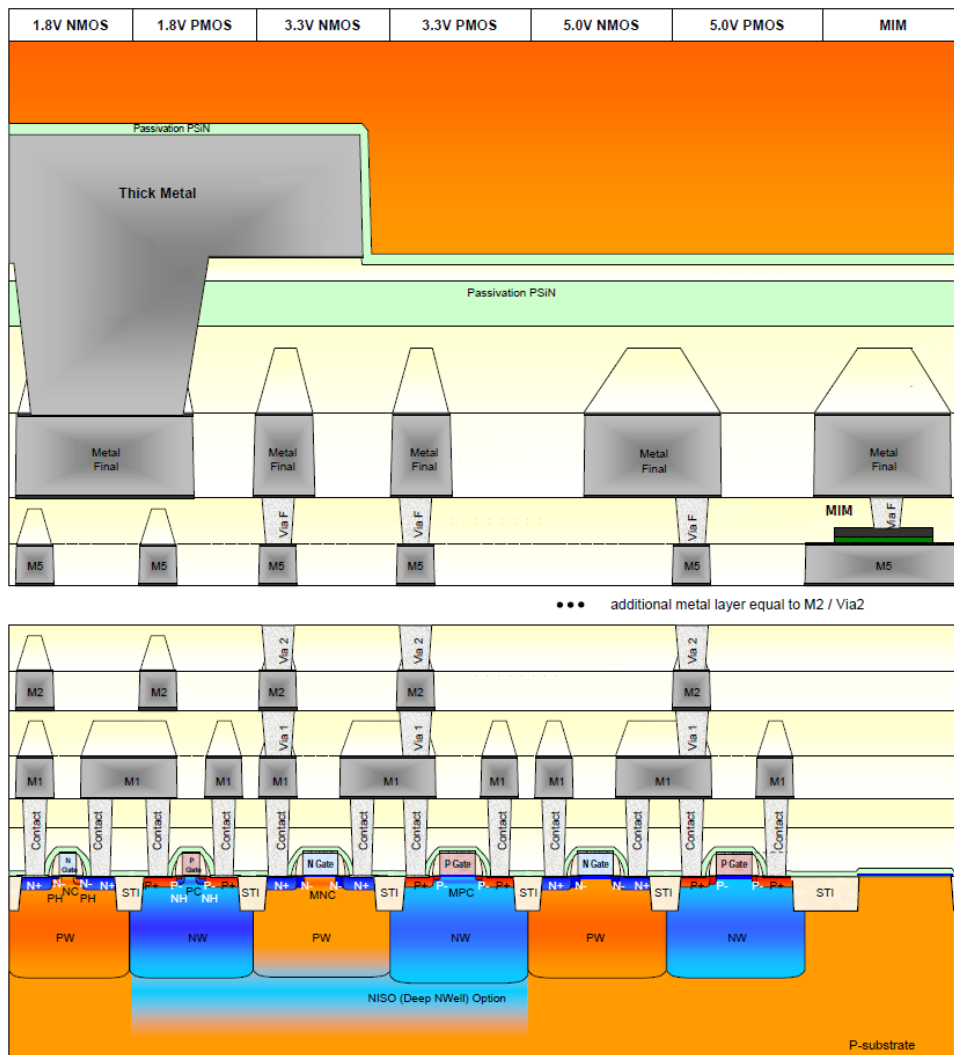 1.8V NMOS 1.8V PMOS 3.3V NMOS 3.3V PMOS 5.0V NMOS 5.0V PMOS MIM
Passivation PSiN
Thick Metal
Passivation PSiN
Metal Final
Metal Final
Metal Final
Metal Final
Metal Final
Via F Via F Via F MIM Via F
M5 M5 M5 M5 M5 M5
••• additional metal layer equal to M2 / Via2
Via 2 Via 2 Via 2
M2 M2 M2 M2 M2
Via 1 Via 1 Via 1
M1 M1 M1 M1 M1 M1 M1 M1 M1
Contact Contact Contact Contact Contact Contact Contact Contact Contact Contact Contact Contact
N Gate P Gate N Gate P Gate N Gate P Gate
N+ N- N- N+ STI P+ P- P- P+ STI N+ N- N- N+ STI P+ P- P- P+ STI N+ N- N- N+ STI P+ P- P- P+ STI
NC PC MNC MPC
PH PH NH NH
PW NW PW NW PW NW
NISO (Deep NWell) Option
P-substrate